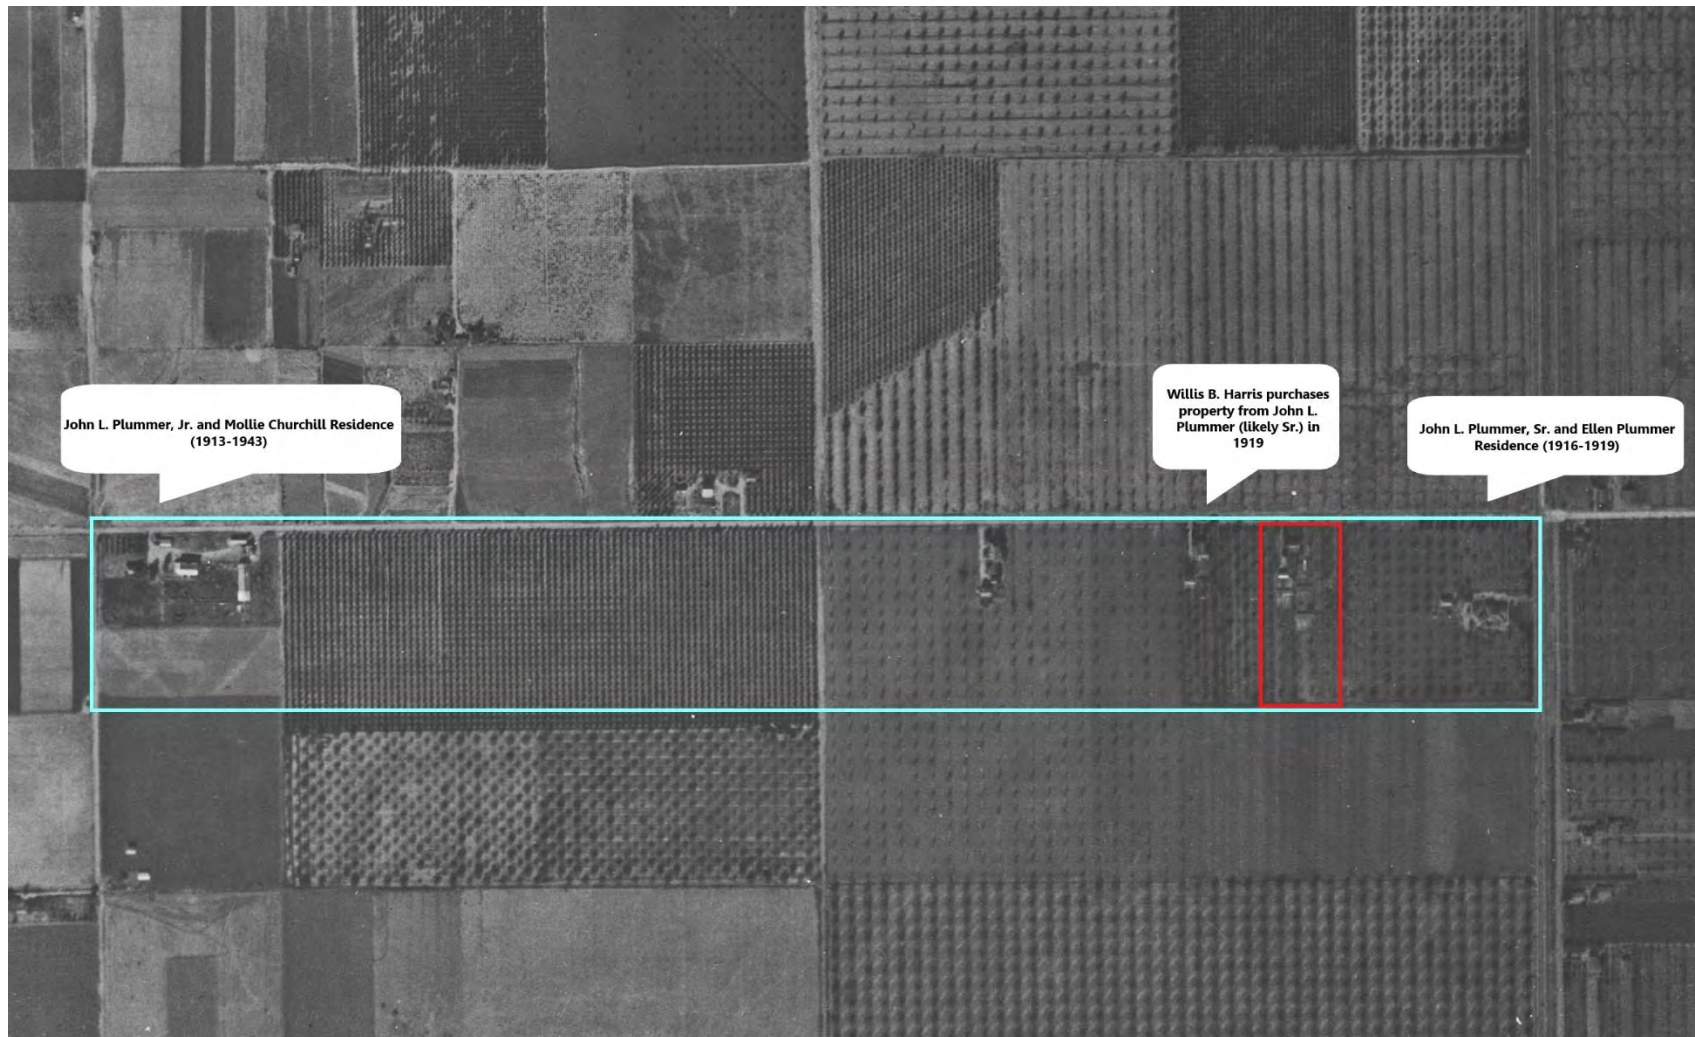 John L. Plummer, Jr. and Mollie Churchill Residence
(1913-1943)
Willis B. Harris purchases
property from John L.
Plummer (likely Sr.) in
1919
John L. Plummer, Sr. and Ellen Plummer
Residence (1916-1919)